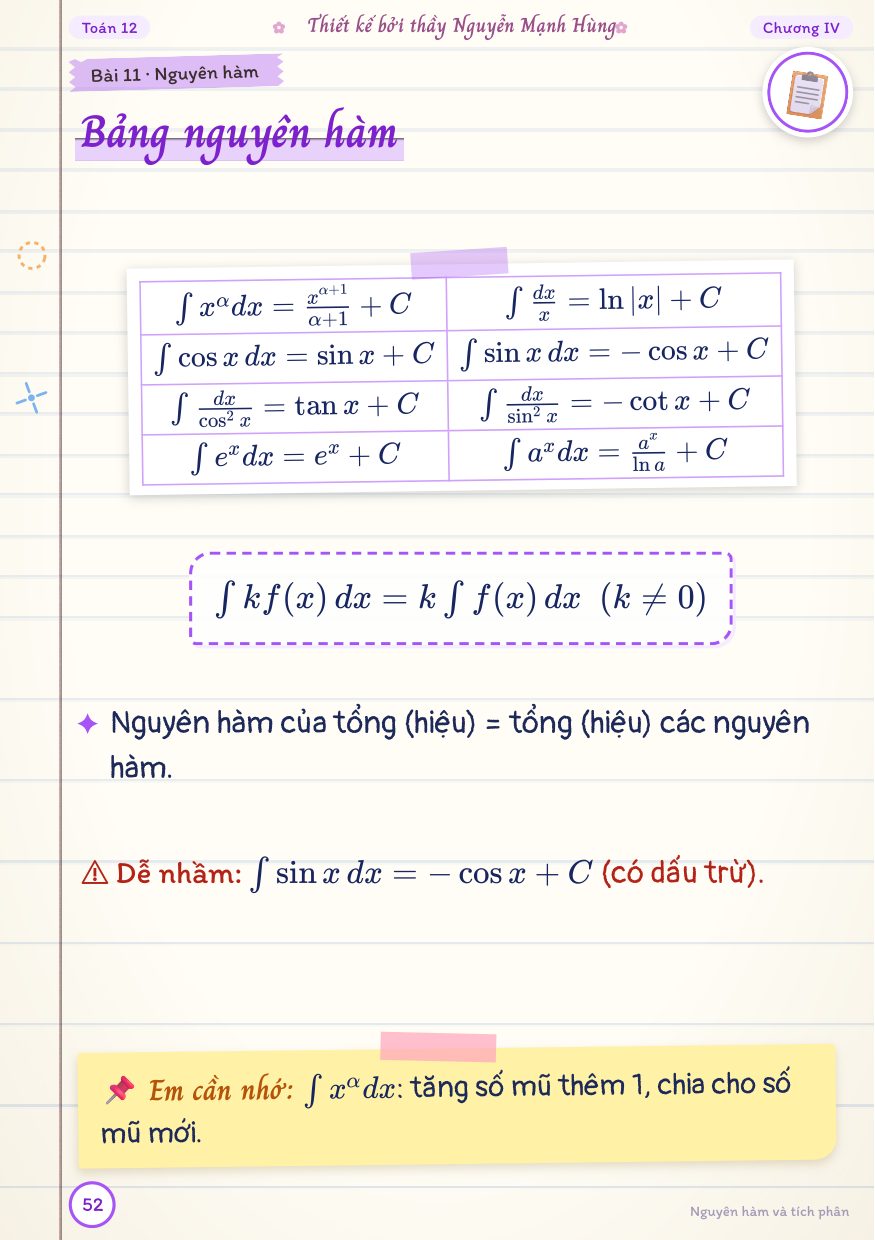 Toán 12
Thiết kế bởi thầy Nguyễn Mạnh Hùng
Chương IV
Bài 11 · Nguyên hàm
Bảng nguyên hàm
∫ x^α dx = x^(α+1)/(α+1) + C
∫ dx/x = ln |x| + C
∫ cos x dx = sin x + C
∫ sin x dx = − cos x + C
∫ dx/cos² x = tan x + C
∫ dx/sin² x = − cot x + C
∫ e^x dx = e^x + C
∫ a^x dx = a^x/ln a + C
∫ kf(x) dx = k ∫ f(x) dx (k ≠ 0)
Nguyên hàm của tổng (hiệu) = tổng (hiệu) các nguyên
hàm.
⚠ Dễ nhầm: ∫ sin x dx = − cos x + C (có dấu trừ).
Em cần nhớ: ∫ x^α dx: tăng số mũ thêm 1, chia cho số
mũ mới.
52
Nguyên hàm và tích phân